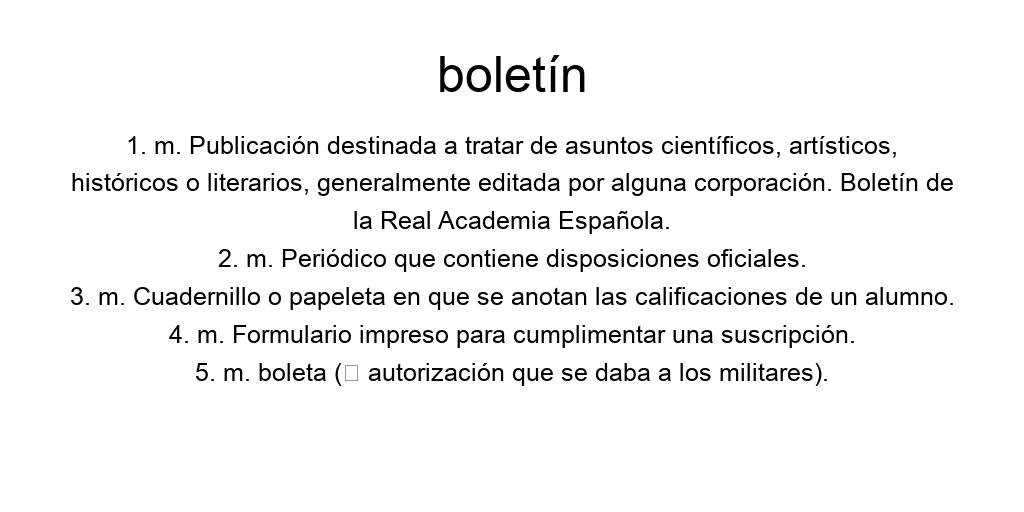 boletín
1. m. Publicación destinada a tratar de asuntos científicos, artísticos,
históricos o literarios, generalmente editada por alguna corporación. Boletín de
la Real Academia Española.
2. m. Periódico que contiene disposiciones oficiales.
3. m. Cuadernillo o papeleta en que se anotan las calificaciones de un alumno.
4. m. Formulario impreso para cumplimentar una suscripción.
5. m. boleta (□ autorización que se daba a los militares).